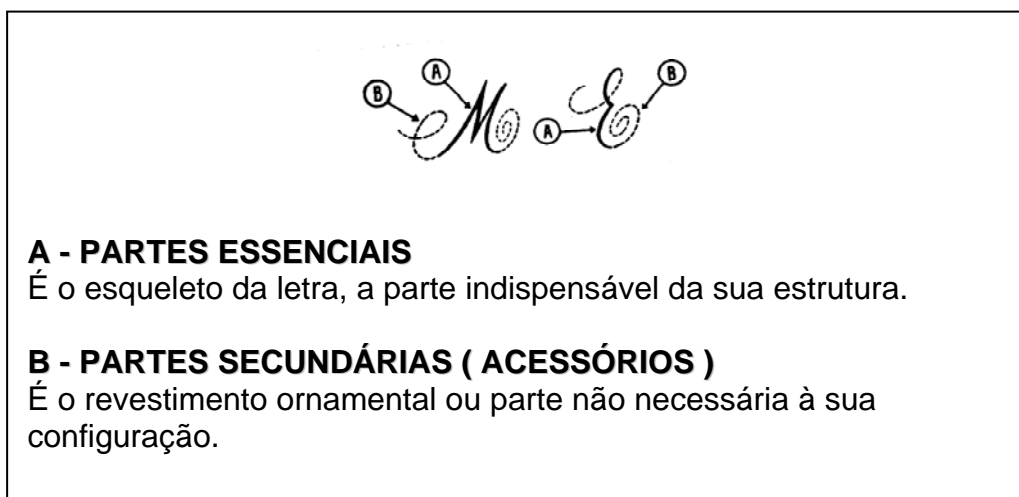 A
B
B
M E
A
A - PARTES ESSENCIAIS
É o esqueleto da letra, a parte indispensável da sua estrutura.
B - PARTES SECUNDÁRIAS ( ACESSÓRIOS )
É o revestimento ornamental ou parte não necessária à sua
configuração.